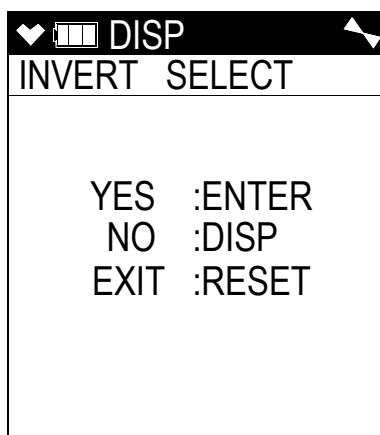 DISP
INVERT SELECT
YES :ENTER
NO :DISP
EXIT :RESET